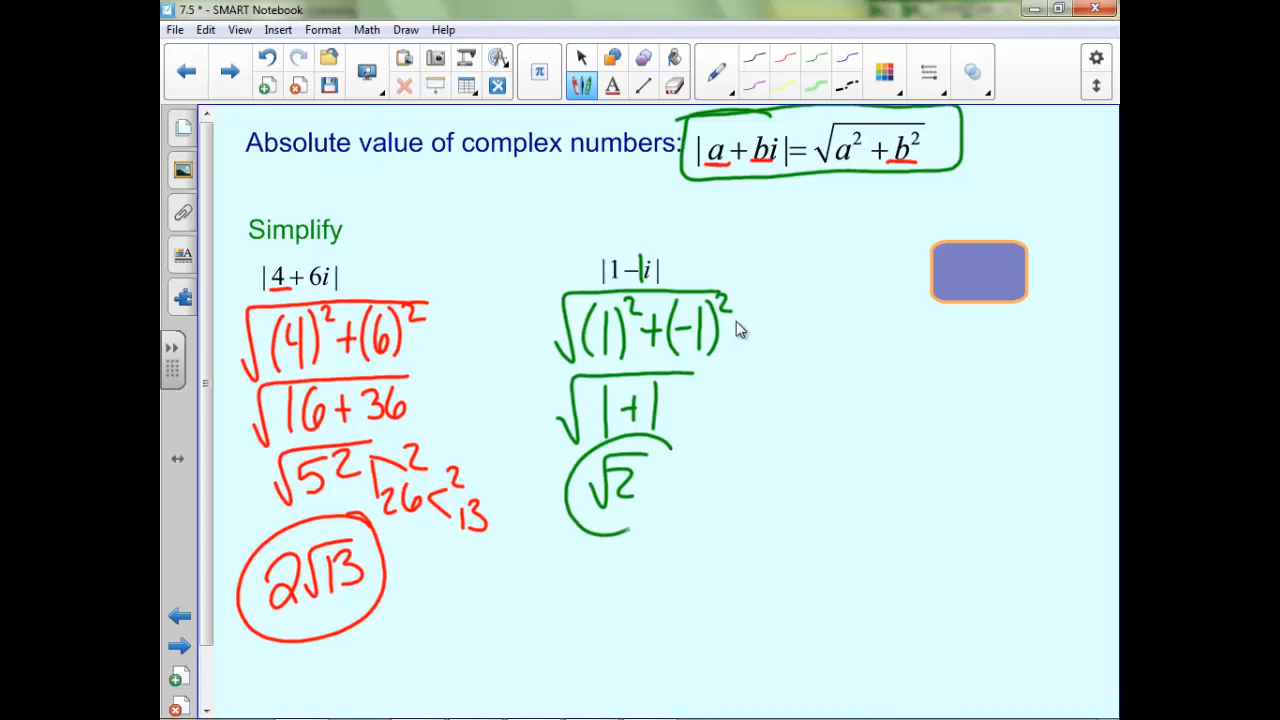 7.5 * - SMART Notebook
File Edit View Insert Format Math Draw Help
π
A
Absolute value of complex numbers: |a+bi|=√a²+b²
Simplify
|4+6i|
√(4)²+(6)²
√16+36
√52 2
26 2
13
2√13
|1-1i|
√(1)²+(-1)²
√1+1
√2